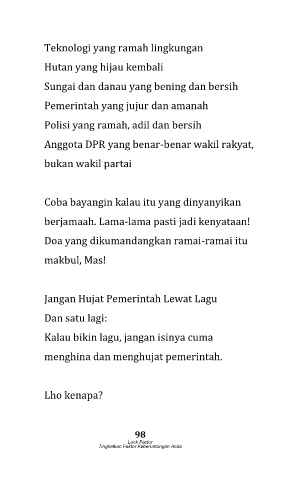 Teknologi yang ramah lingkungan
Hutan yang hijau kembali
Sungai dan danau yang bening dan bersih
Pemerintah yang jujur dan amanah
Polisi yang ramah, adil dan bersih
Anggota DPR yang benar-benar wakil rakyat,
bukan wakil partai
Coba bayangin kalau itu yang dinyanyikan
berjamaah. Lama-lama pasti jadi kenyataan!
Doa yang dikumandangkan ramai-ramai itu
makbul, Mas!
Jangan Hujat Pemerintah Lewat Lagu
Dan satu lagi:
Kalau bikin lagu, jangan isinya cuma
menghina dan menghujat pemerintah.
Lho kenapa?
98
Luck Factor
Tingkatkan Faktor Keberuntungan Anda